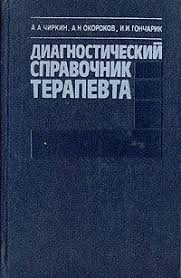 А. А. ЧИРКИН, А. Н. ОКОРОКОВ, И. И. ГОНЧАРИК
ДИАГНОСТИЧЕСКИЙ
СПРАВОЧНИК
ТЕРАПЕВТА